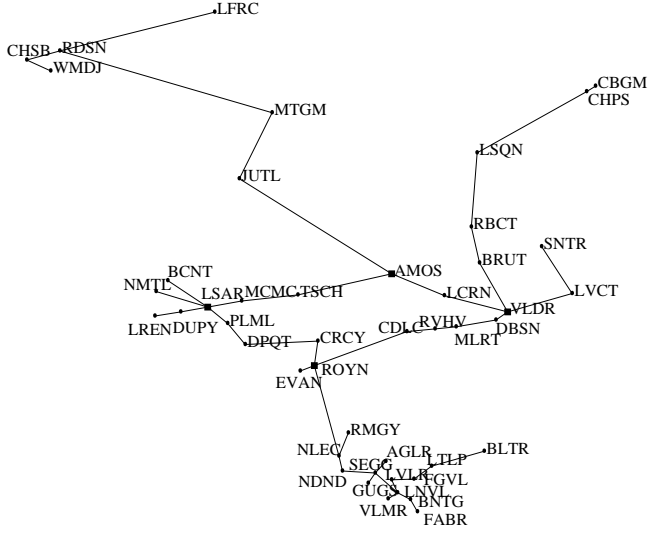 LFRC
CHSB
RDSN
WMDJ
CBGM
CHPS
MTGM
LSQN
JUTL
RBCT
SNTR
BRUT
BCNT
AMOS
NMTL
LSAR
MCMC
TSCH
LCRN
LVCT
LREN
DUPY
PLML
VLDR
CDLC
RVHV
DBSN
MLRT
DPQT
CRCY
EVAN
ROYN
RMGY
NLEC
AGLR
BLTR
SEGG
LTLP
NDND
LVLR
FGVL
GUGS
LNVL
VLMR
BNTG
FABR